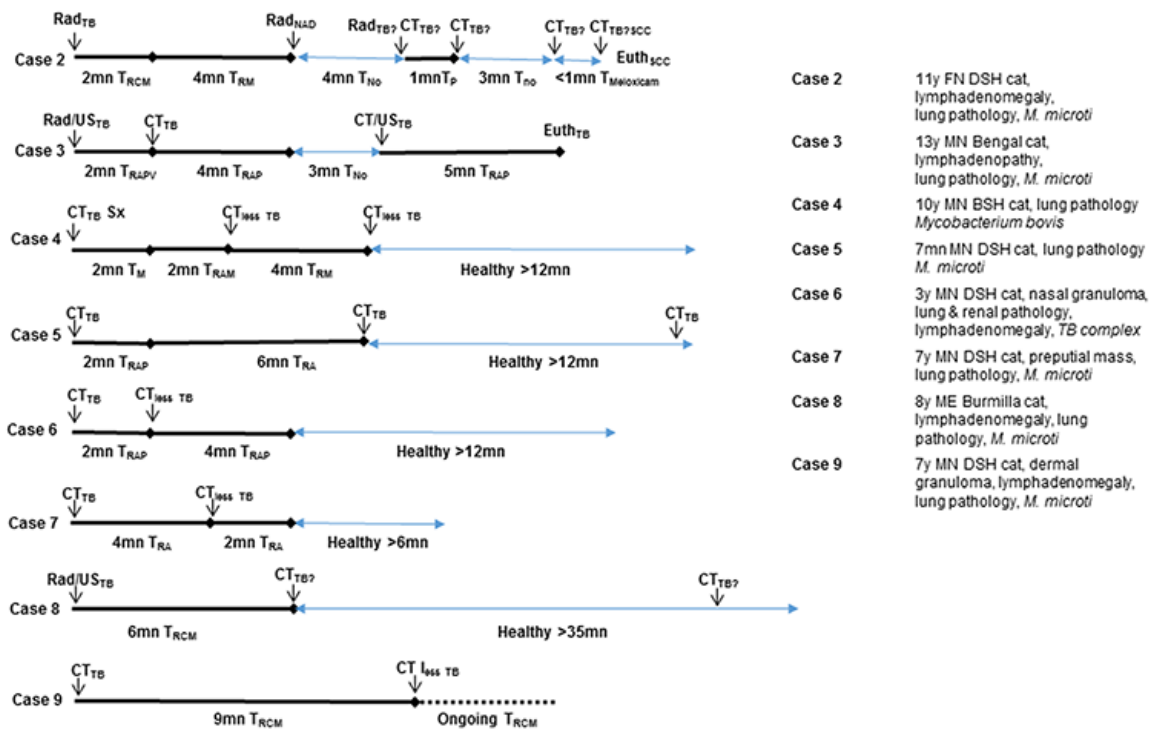 Rad TB Rad NAD Rad TB? CT TB? CT TB? CT TB? CT TB?SCC
Case 2 Euth SCC
2mn T RCM 4mn T RM 4mn T No 1mnT P 3mn T no <1mn T Meloxicam
Rad/US TB CT TB CT/US TB Euth TB
Case 3
2mn T RAPV 4mn T RAP 3mn T No 5mn T RAP
CT TB Sx CT less TB CT less TB
Case 4
2mn T M 2mn T RAM 4mn T RM Healthy >12mn
CT TB CT TB CT TB
Case 5
2mn T RAP 6mn T RA Healthy >12mn
CT TB CT less TB
Case 6
2mn T RAP 4mn T RAP Healthy >12mn
CT TB CT less TB
Case 7
4mn T RA 2mn T RA Healthy >6mn
Rad/US TB CT TB? CT TB?
Case 8
6mn T RCM Healthy >35mn
CT TB CT less TB
Case 9
9mn T RCM Ongoing T RCM
Case 2 11y FN DSH cat,
lymphadenomegaly,
lung pathology, M. microti
Case 3 13y MN Bengal cat,
lymphadenopathy,
lung pathology, M. microti
Case 4 10y MN BSH cat, lung pathology
Mycobacterium bovis
Case 5 7mn MN DSH cat, lung pathology
M. microti
Case 6 3y MN DSH cat, nasal granuloma,
lung & renal pathology,
lymphadenomegaly, TB complex
Case 7 7y MN DSH cat, preputial mass,
lung pathology, M. microti
Case 8 8y ME Burmilla cat,
lymphadenomegaly, lung
pathology, M. microti
Case 9 7y MN DSH cat, dermal
granuloma, lymphadenomegaly,
lung pathology, M. microti